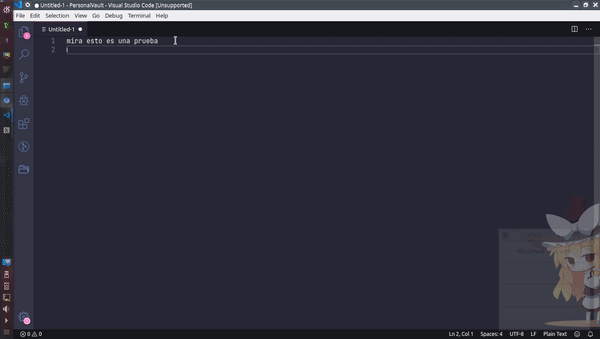 Untitled-1 - PersonalVault - Visual Studio Code [Unsupported]
File Edit Selection View Go Debug Terminal Help
Untitled-1
1 mira esto es una prueba
2
0 0 Ln 2, Col 1 Spaces: 4 UTF-8 LF Plain Text